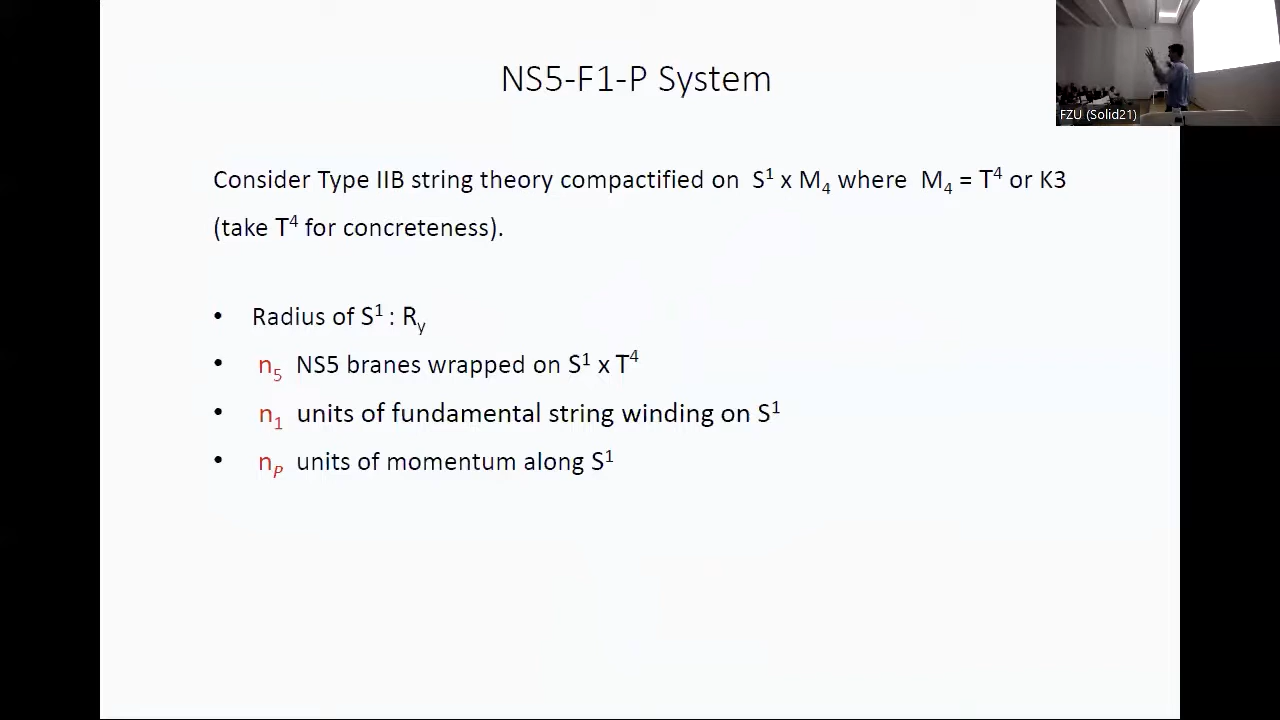 NS5-F1-P System
FZU (Solid21)
Consider Type IIB string theory compactified on S¹ x M₄ where M₄ = T⁴ or K3
(take T⁴ for concreteness).
• Radius of S¹ : R_y
• n₅ NS5 branes wrapped on S¹ x T⁴
• n₁ units of fundamental string winding on S¹
• n_P units of momentum along S¹